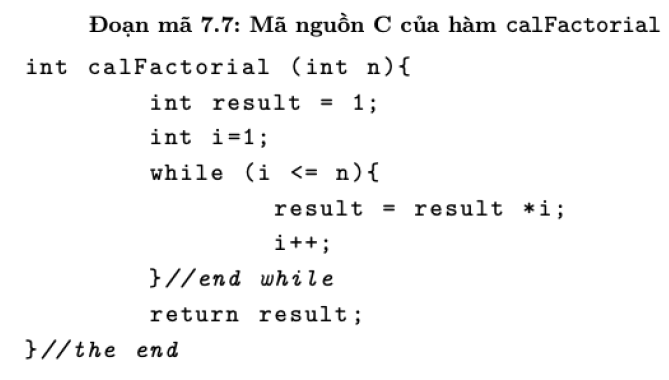 Đoạn mã 7.7: Mã nguồn C của hàm calFactorial
int calFactorial (int n){
int result = 1;
int i=1;
while (i <= n){
result = result *i;
i++;
}//end while
return result;
}//the end